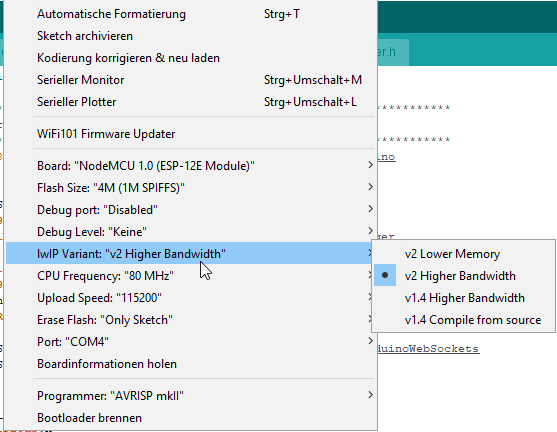 Automatische Formatierung Strg+T
Sketch archivieren
Kodierung korrigieren & neu laden
er.h
Serieller Monitor Strg+Umschalt+M
Serieller Plotter Strg+Umschalt+L
***********
WiFi101 Firmware Updater
***********
ino
Board: "NodeMCU 1.0 (ESP-12E Module)"
Flash Size: "4M (1M SPIFFS)"
Debug port: "Disabled"
Debug Level: "Keine"
ger
lwIP Variant: "v2 Higher Bandwidth"
v2 Lower Memory
CPU Frequency: "80 MHz"
v2 Higher Bandwidth
Upload Speed: "115200"
v1.4 Higher Bandwidth
Erase Flash: "Only Sketch"
v1.4 Compile from source
Port: "COM4"
duinoWebSockets
Boardinformationen holen
Programmer: "AVRISP mkII"
Bootloader brennen